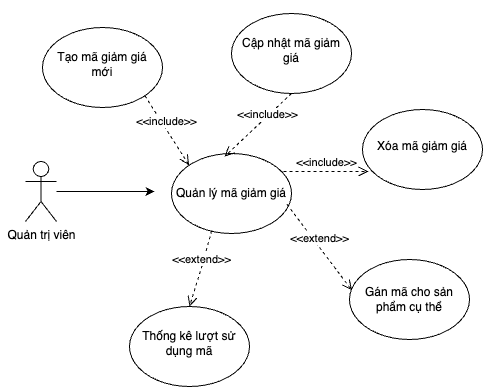 Cập nhật mã giảm
giá
Tạo mã giảm giá
mới
<<include>>
<<include>>
Xóa mã giảm giá
<<include>>
Quản lý mã giảm giá
Quản trị viên
<<extend>>
<<extend>>
Gán mã cho sản
phẩm cụ thể
Thống kê lượt sử
dụng mã